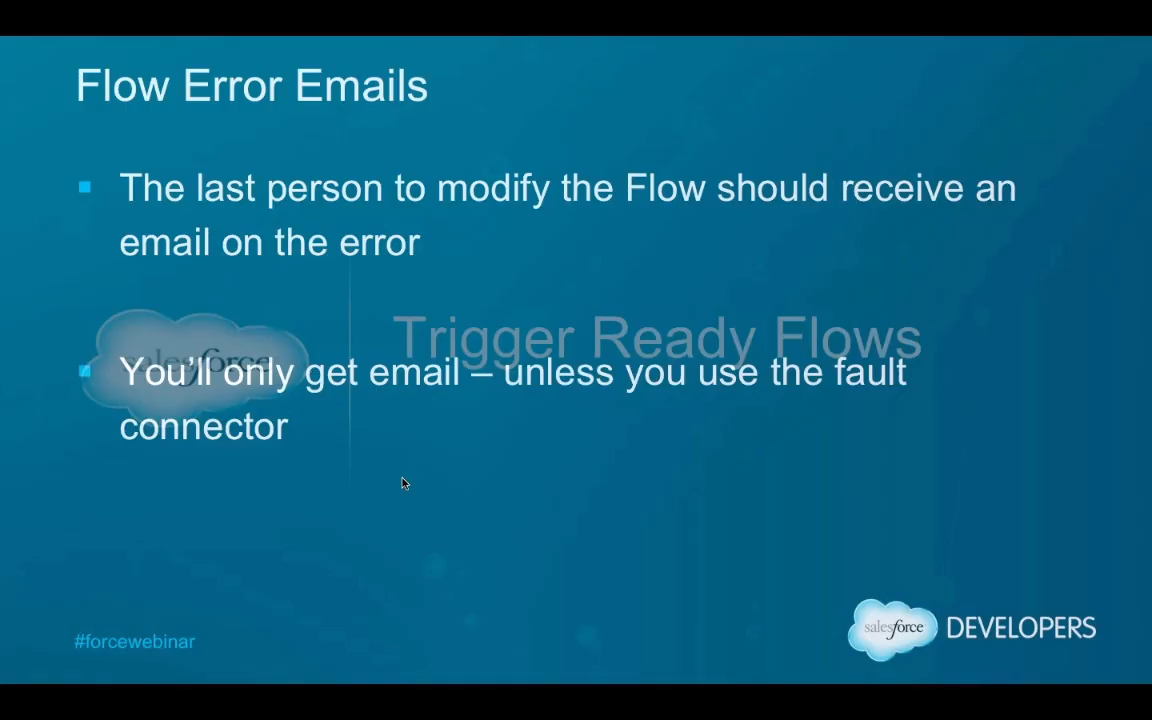 Flow Error Emails
The last person to modify the Flow should receive an
email on the error
Trigger Ready Flows
salesforce
You'll only get email – unless you use the fault
connector
#forcewebinar
salesforce DEVELOPERS